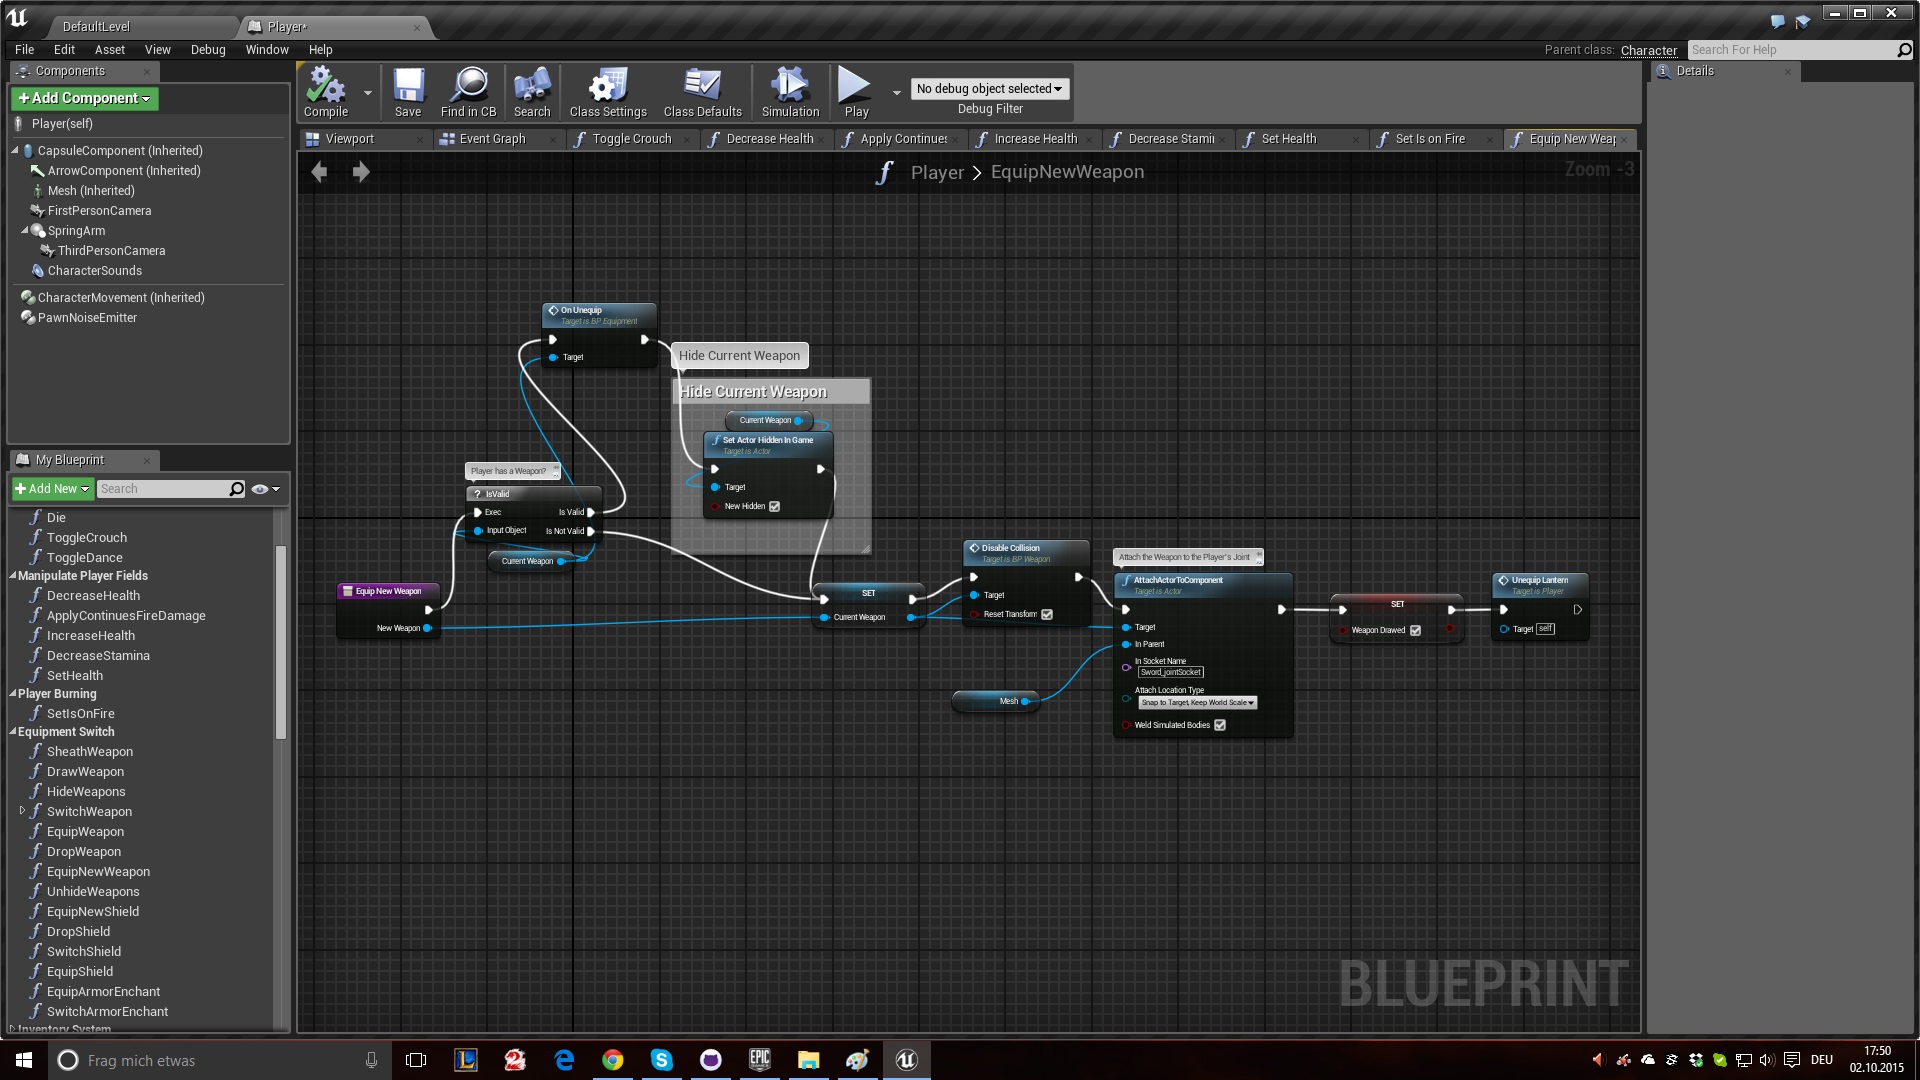 DefaultLevel
Player*
File Edit Asset View Debug Window Help
Parent class: Character
Search For Help
Components
+Add Component
Player(self)
CapsuleComponent (Inherited)
ArrowComponent (Inherited)
Mesh (Inherited)
FirstPersonCamera
SpringArm
ThirdPersonCamera
CharacterSounds
CharacterMovement (Inherited)
PawnNoiseEmitter
My Blueprint
+Add New
Search
Die
ToggleCrouch
ToggleDance
Manipulate Player Fields
DecreaseHealth
ApplyContinuesFireDamage
IncreaseHealth
DecreaseStamina
SetHealth
Player Burning
SetIsOnFire
Equipment Switch
SheathWeapon
DrawWeapon
HideWeapons
SwitchWeapon
EquipWeapon
DropWeapon
EquipNewWeapon
UnhideWeapons
EquipNewShield
DropShield
SwitchShield
EquipShield
EquipArmorEnchant
SwitchArmorEnchant
Inventory System
Compile
Save
Find in CB
Search
Class Settings
Class Defaults
Simulation
Play
No debug object selected
Debug Filter
Viewport
Event Graph
Toggle Crouch
Decrease Health
Apply Continues
Increase Health
Decrease Stamin
Set Health
Set Is on Fire
Equip New Weap
Player > EquipNewWeapon
Zoom -3
On Unequip
Target is BP Equipment
Target
Hide Current Weapon
Hide Current Weapon
Current Weapon
Set Actor Hidden In Game
Target is Actor
Target
New Hidden
Player has a Weapon?
? IsValid
Exec Is Valid
Input Object Is Not Valid
Current Weapon
Equip New Weapon
New Weapon
SET
Current Weapon
Disable Collision
Target is BP Weapon
Target
Reset Transform
Mesh
Attach the Weapon to the Player's Joint
AttachActorToComponent
Target is Actor
Target
In Parent
In Socket Name
Sword_jointSocket
Attach Location Type
Snap to Target, Keep World Scale
Weld Simulated Bodies
SET
Weapon Drawed
Unequip Lantern
Target is Player
Target self
BLUEPRINT
Details
Frag mich etwas
EPIC
GAMES
DEU
17:50
02.10.2015